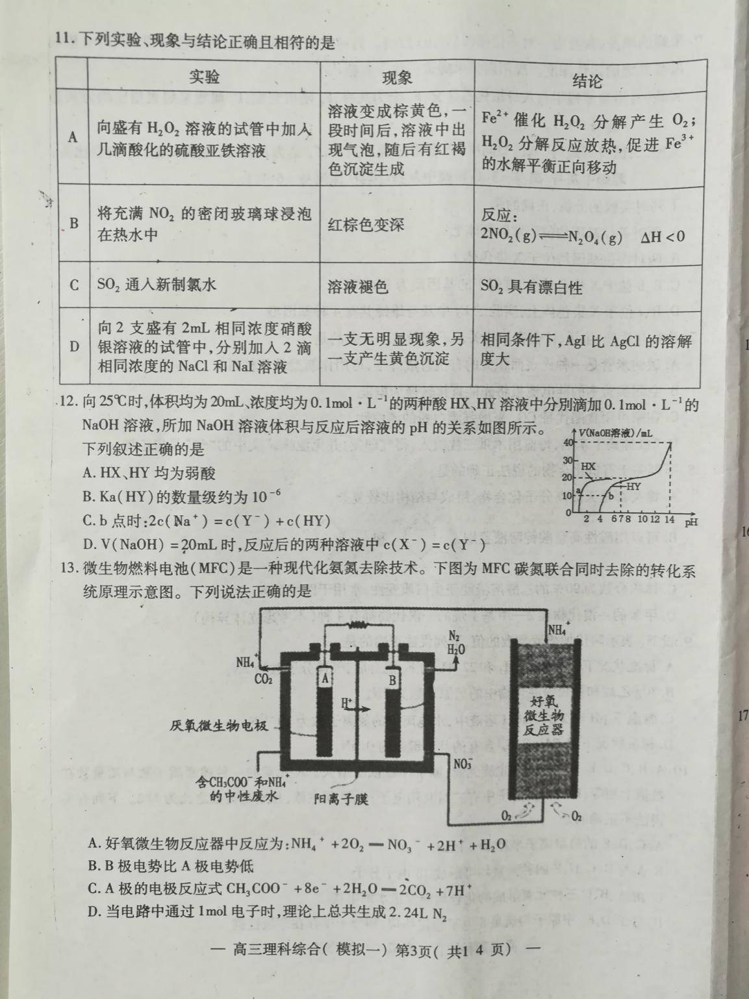 11.下列实验、现象与结论正确且相符的是
实验 现象 结论
A
向盛有 H₂O₂ 溶液的试管中加入
几滴酸化的硫酸亚铁溶液
溶液变成棕黄色,一
段时间后,溶液中出
现气泡,随后有红褐
色沉淀生成
Fe²⁺ 催化 H₂O₂ 分解产生 O₂;
H₂O₂ 分解反应放热,促进 Fe³⁺
的水解平衡正向移动
B
将充满 NO₂ 的密闭玻璃球浸泡
在热水中
红棕色变深
反应:
2NO₂(g)⇌N₂O₄(g) ΔH<0
C
SO₂ 通入新制氯水
溶液褪色
SO₂ 具有漂白性
D
向 2 支盛有 2mL 相同浓度硝酸
银溶液的试管中,分别加入 2 滴
相同浓度的 NaCl 和 NaI 溶液
一支无明显现象,另
一支产生黄色沉淀
相同条件下,AgI 比 AgCl 的溶解
度大
12.向25℃时,体积均为20mL、浓度均为0.1mol·L⁻¹的两种酸HX、HY溶液中分别滴加0.1mol·L⁻¹的
NaOH 溶液,所加 NaOH 溶液体积与反应后溶液的 pH 的关系如图所示。
下列叙述正确的是
A. HX、HY 均为弱酸
B. Ka(HY)的数量级约为 10⁻⁶
C. b 点时:2c(Na⁺)=c(Y⁻)+c(HY)
D. V(NaOH)=20mL 时,反应后的两种溶液中 c(X⁻)=c(Y⁻)
V(NaOH溶液)/mL
40
30
20
10
0
HX
HY
a
b
2 4 6 7 8 10 12 14 pH
13.微生物燃料电池(MFC)是一种现代化氨氮去除技术。下图为 MFC 碳氮联合同时去除的转化系
统原理示意图。下列说法正确的是
NH₄⁺
N₂
H₂O
NH₄⁺
CO₂
A
B
H⁺
好氧
微生物
反应器
厌氧微生物电极
NO₃⁻
含CH₃COO⁻和NH₄⁺
的中性废水
阳离子膜
O₂ O₂
A. 好氧微生物反应器中反应为:NH₄⁺+2O₂═NO₃⁻+2H⁺+H₂O
B. B 极电势比 A 极电势低
C. A 极的电极反应式 CH₃COO⁻+8e⁻+2H₂O═2CO₂+7H⁺
D. 当电路中通过 1mol 电子时,理论上总共生成 2.24L N₂
— 高三理科综合( 模拟一) 第3页( 共1 4 页) —
1
16
17